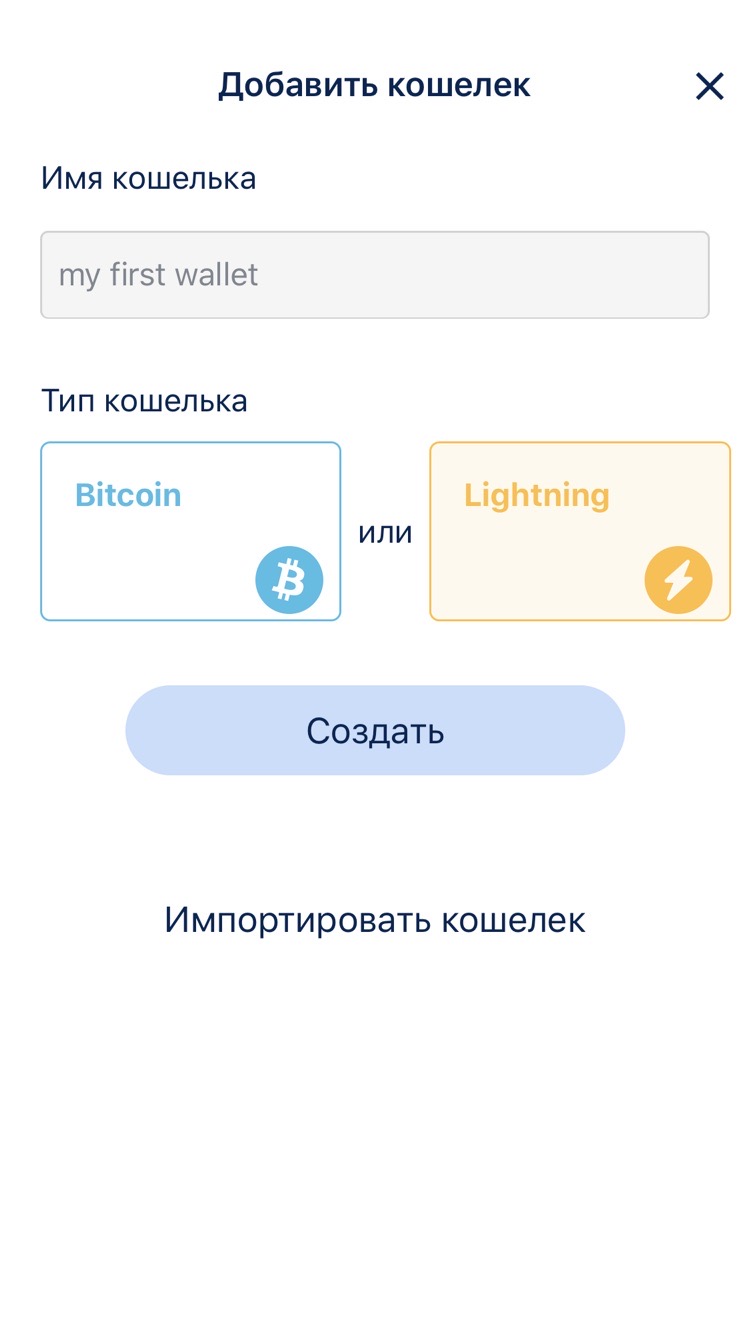 Добавить кошелек
Имя кошелька
my first wallet
Тип кошелька
Bitcoin
или
Lightning
Создать
Импортировать кошелек